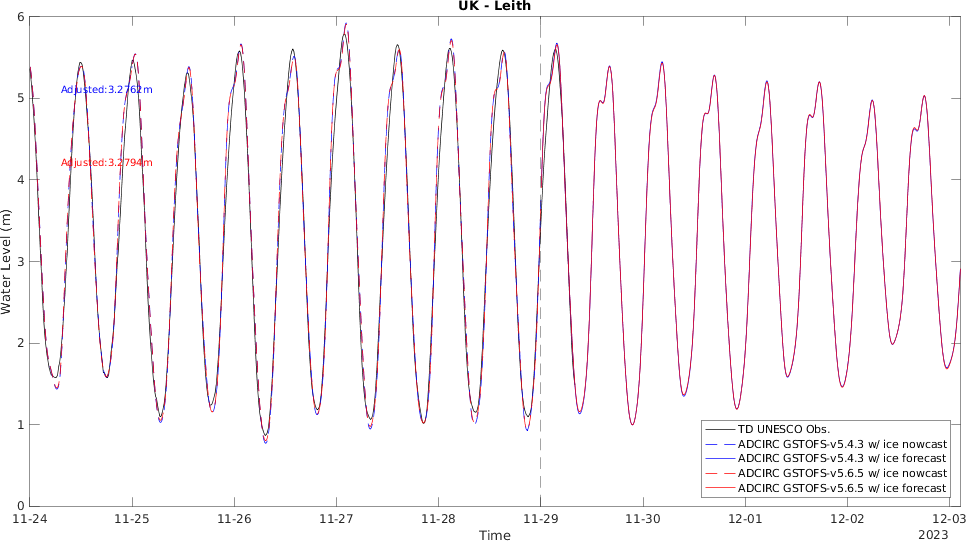 UK - Leith
6
5
4
3
2
1
0
Water Level (m)
Adjusted:3.2762m
Adjusted:3.2794m
TD UNESCO Obs.
ADCIRC GSTOFS-v5.4.3 w/ ice nowcast
ADCIRC GSTOFS-v5.4.3 w/ ice forecast
ADCIRC GSTOFS-v5.6.5 w/ ice nowcast
ADCIRC GSTOFS-v5.6.5 w/ ice forecast
11-24 11-25 11-26 11-27 11-28 11-29 11-30 12-01 12-02 12-03
Time
2023